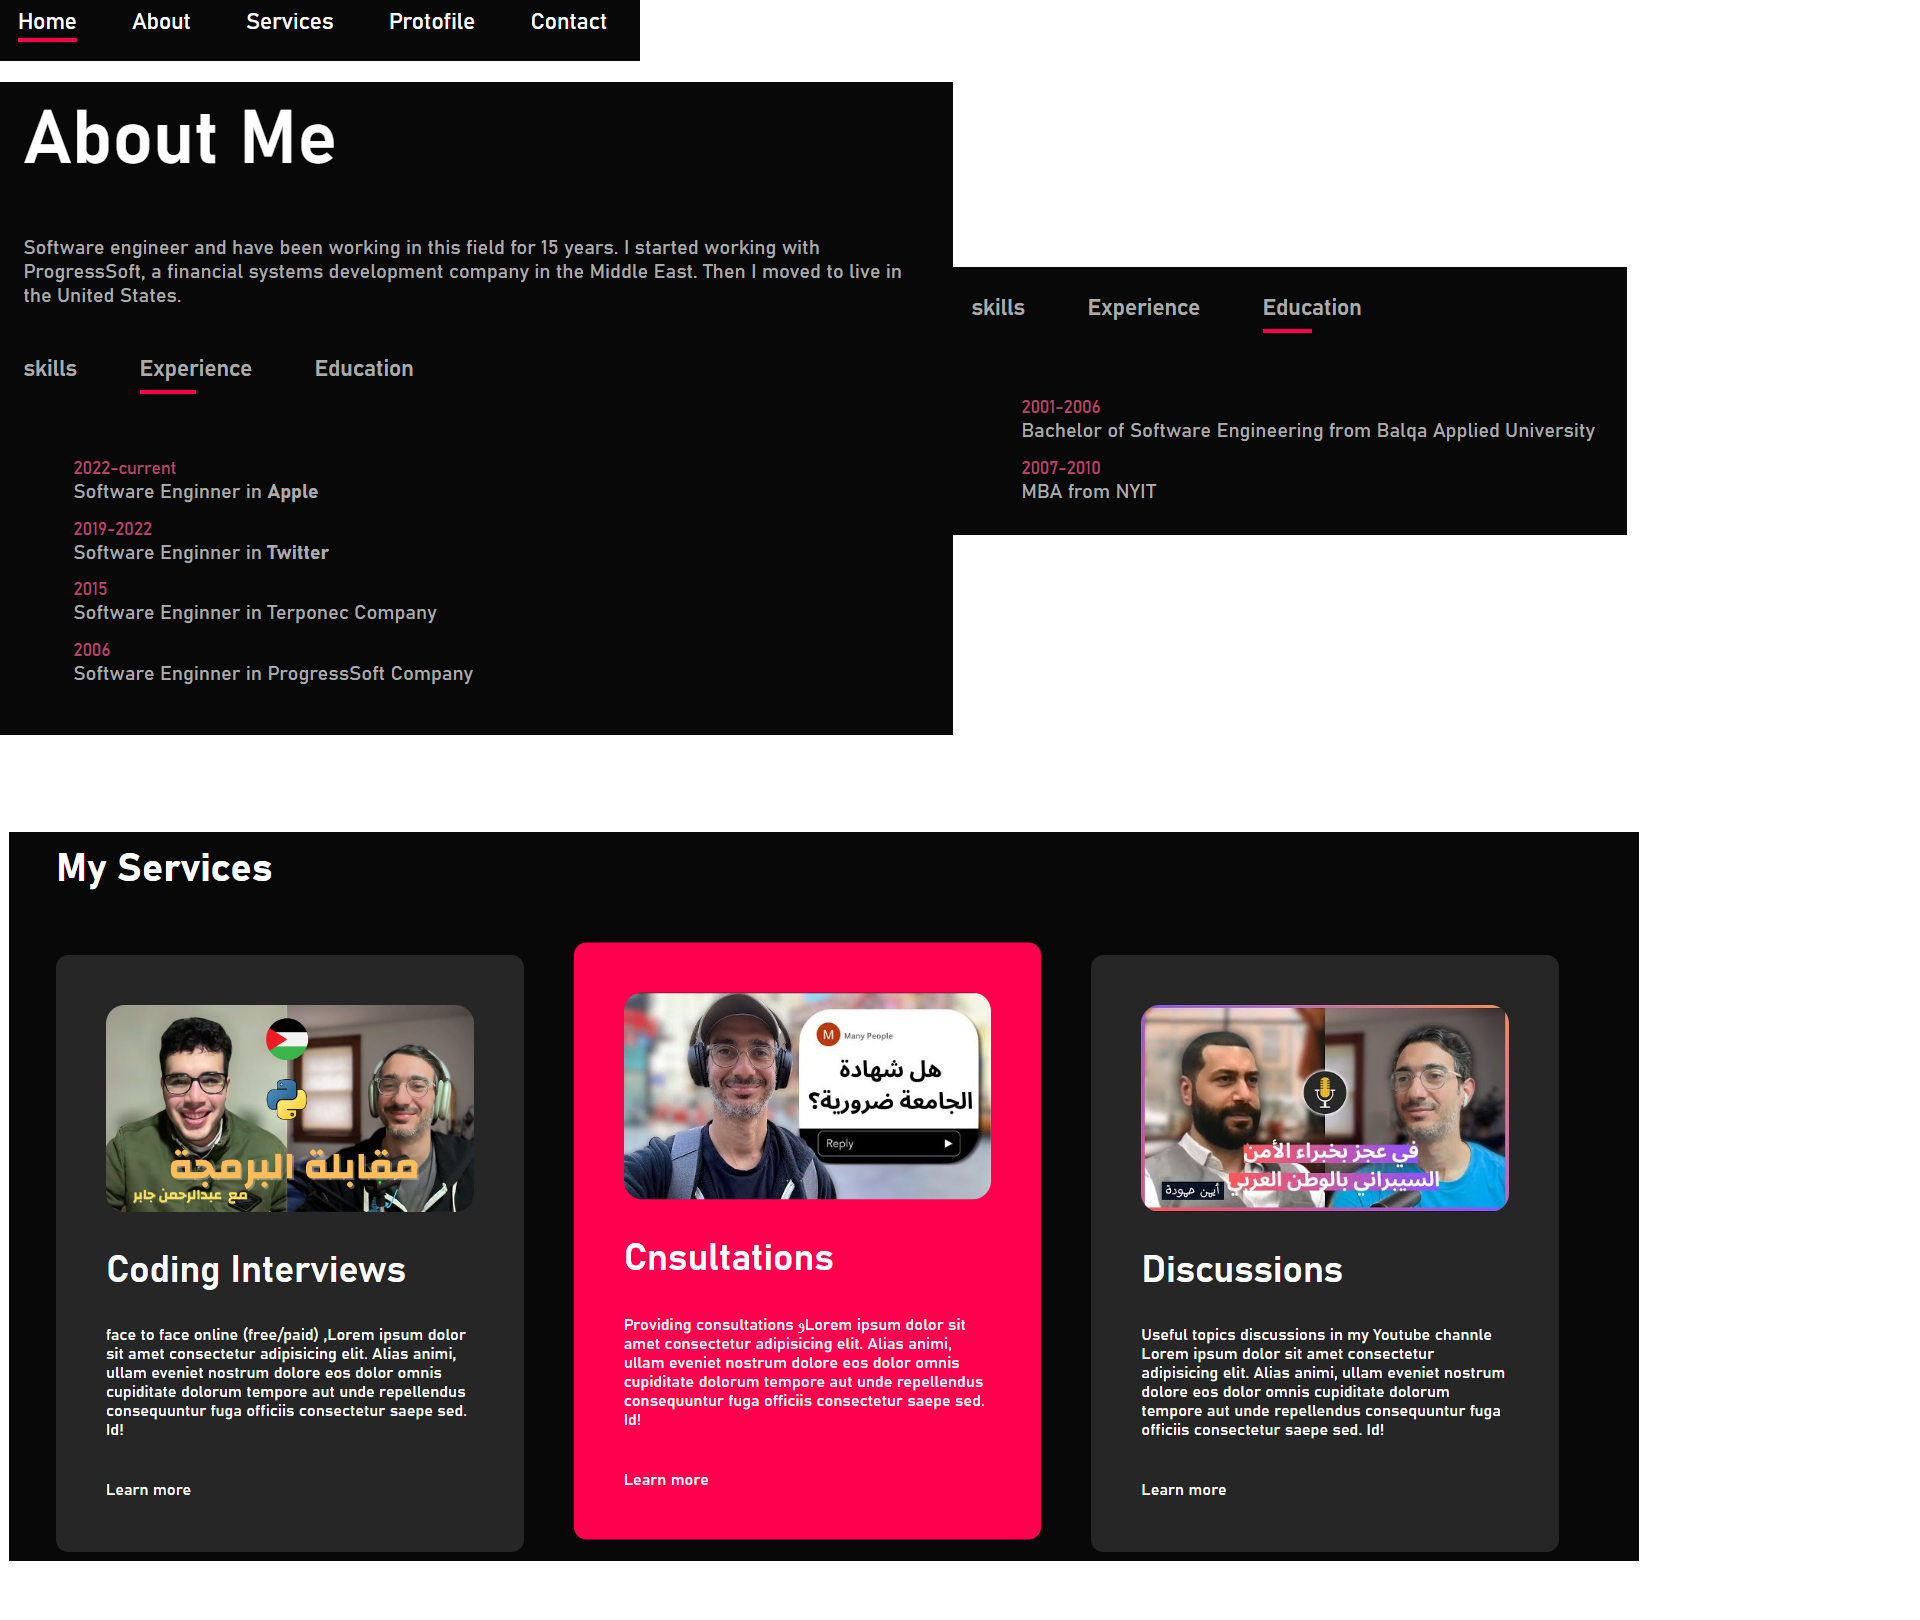 Home About Services Protofile Contact
About Me
Software engineer and have been working in this field for 15 years. I started working with
ProgressSoft, a financial systems development company in the Middle East. Then I moved to live in
the United States.
skills Experience Education
2022-current
Software Enginner in Apple
2019-2022
Software Enginner in Twitter
2015
Software Enginner in Terponec Company
2006
Software Enginner in ProgressSoft Company
skills Experience Education
2001-2006
Bachelor of Software Engineering from Balqa Applied University
2007-2010
MBA from NYIT
My Services
مقابلة البرمجة
مع عبدالرحمن جابر
Coding Interviews
face to face online (free/paid) ,Lorem ipsum dolor
sit amet consectetur adipisicing elit. Alias animi,
ullam eveniet nostrum dolore eos dolor omnis
cupiditate dolorum tempore aut unde repellendus
consequuntur fuga officiis consectetur saepe sed.
Id!
Learn more
M Many People
هل شهادة
الجامعة ضرورية؟
Reply
Cnsultations
Providing consultations وLorem ipsum dolor sit
amet consectetur adipisicing elit. Alias animi,
ullam eveniet nostrum dolore eos dolor omnis
cupiditate dolorum tempore aut unde repellendus
consequuntur fuga officiis consectetur saepe sed.
Id!
Learn more
في عجز بخبراء الأمن
السيبراني بالوطن العربي
أيمن حمودة
Discussions
Useful topics discussions in my Youtube channle
Lorem ipsum dolor sit amet consectetur
adipisicing elit. Alias animi, ullam eveniet nostrum
dolore eos dolor omnis cupiditate dolorum
tempore aut unde repellendus consequuntur fuga
officiis consectetur saepe sed. Id!
Learn more